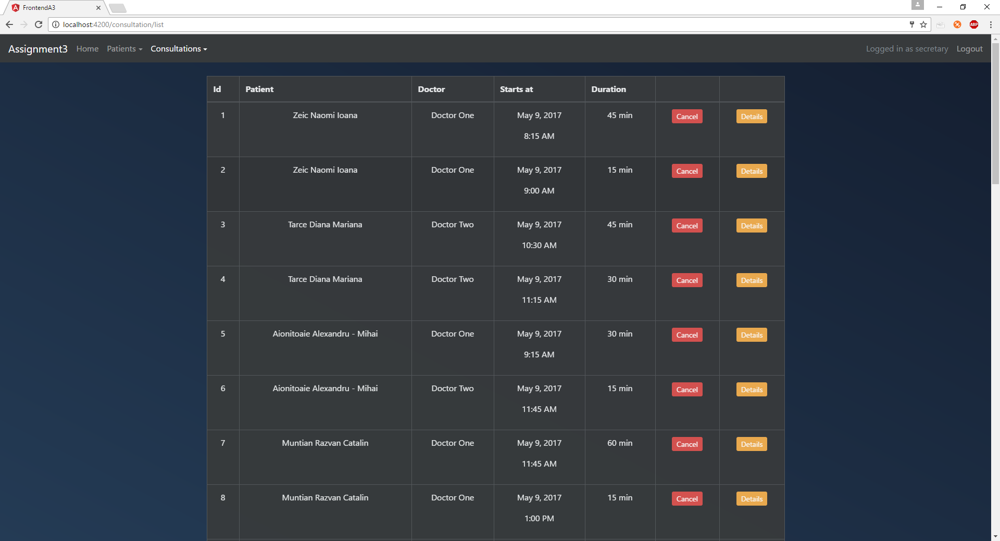 FrontendA3
localhost:4200/consultation/list
ABP
Assignment3 Home Patients Consultations Logged in as secretary Logout
Id Patient Doctor Starts at Duration
1 Zeic Naomi Ioana Doctor One May 9, 2017 45 min Cancel Details
8:15 AM
2 Zeic Naomi Ioana Doctor One May 9, 2017 15 min Cancel Details
9:00 AM
3 Tarce Diana Mariana Doctor Two May 9, 2017 45 min Cancel Details
10:30 AM
4 Tarce Diana Mariana Doctor Two May 9, 2017 30 min Cancel Details
11:15 AM
5 Aionitoaie Alexandru - Mihai Doctor One May 9, 2017 30 min Cancel Details
9:15 AM
6 Aionitoaie Alexandru - Mihai Doctor Two May 9, 2017 15 min Cancel Details
11:45 AM
7 Muntian Razvan Catalin Doctor One May 9, 2017 60 min Cancel Details
11:45 AM
8 Muntian Razvan Catalin Doctor One May 9, 2017 15 min Cancel Details
1:00 PM